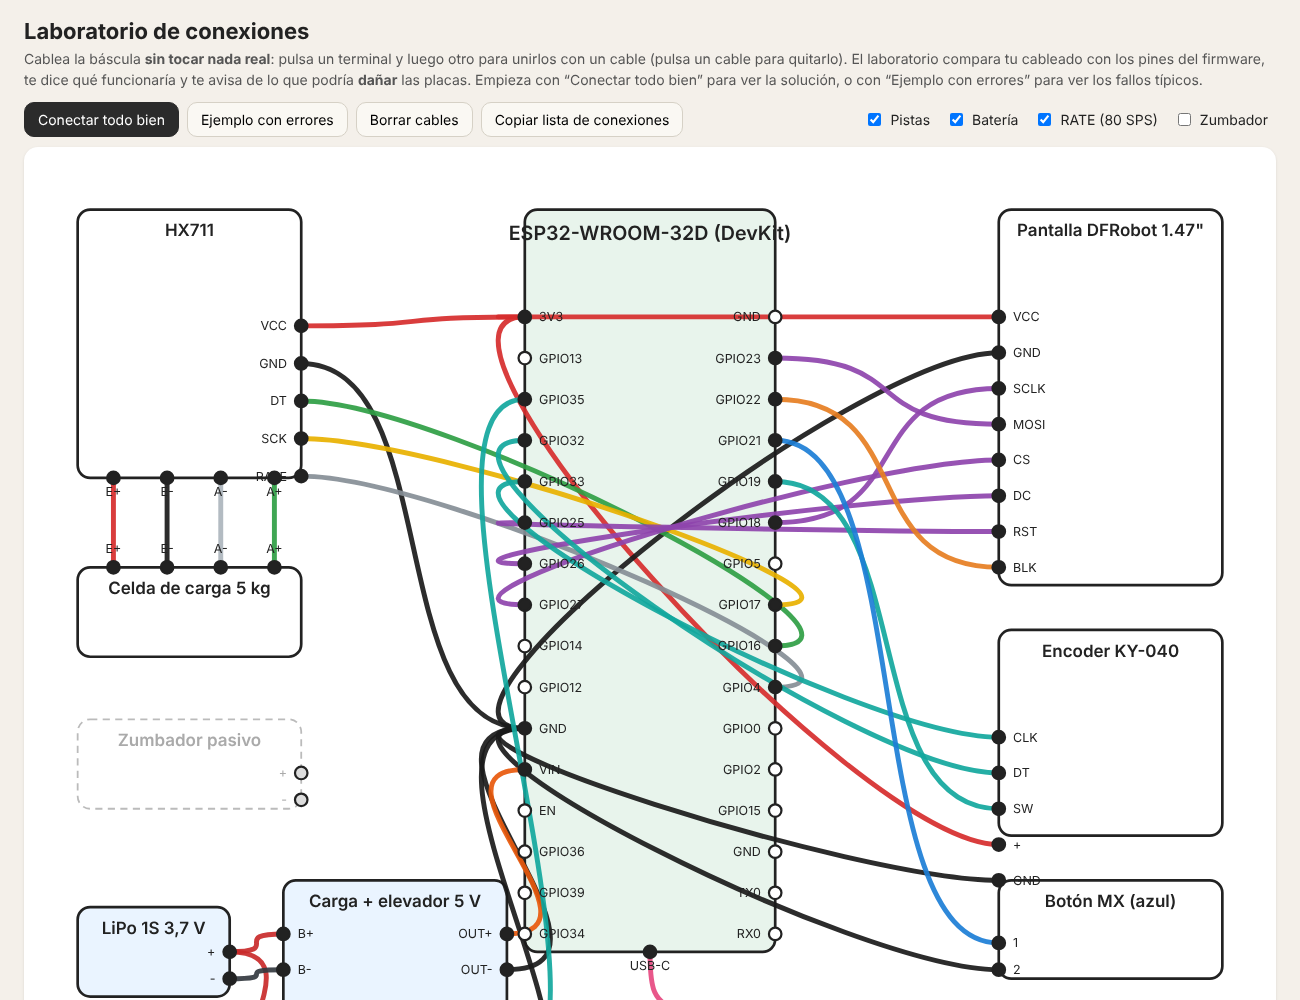 Laboratorio de conexiones
Cablea la báscula sin tocar nada real: pulsa un terminal y luego otro para unirlos con un cable (pulsa un cable para quitarlo). El laboratorio compara tu cableado con los pines del firmware,
te dice qué funcionaría y te avisa de lo que podría dañar las placas. Empieza con “Conectar todo bien” para ver la solución, o con “Ejemplo con errores” para ver los fallos típicos.
Conectar todo bien
Ejemplo con errores
Borrar cables
Copiar lista de conexiones
Pistas
Batería
RATE (80 SPS)
Zumbador
HX711
VCC
GND
DT
SCK
RATE
E+
E-
A-
A+
E+
E-
A-
A+
Celda de carga 5 kg
Zumbador pasivo
+
-
LiPo 1S 3,7 V
+
-
Carga + elevador 5 V
B+
B-
OUT+
OUT-
ESP32-WROOM-32D (DevKit)
3V3
GPIO13
GPIO35
GPIO32
GPIO33
GPIO25
GPIO26
GPIO27
GPIO14
GPIO12
GND
VIN
EN
GPIO36
GPIO39
GPIO34
GND
GPIO23
GPIO22
GPIO21
GPIO19
GPIO18
GPIO5
GPIO17
GPIO16
GPIO4
GPIO0
GPIO2
GPIO15
GND
TX0
RX0
USB-C
Pantalla DFRobot 1.47"
VCC
GND
SCLK
MOSI
CS
DC
RST
BLK
Encoder KY-040
CLK
DT
SW
+
GND
Botón MX (azul)
1
2